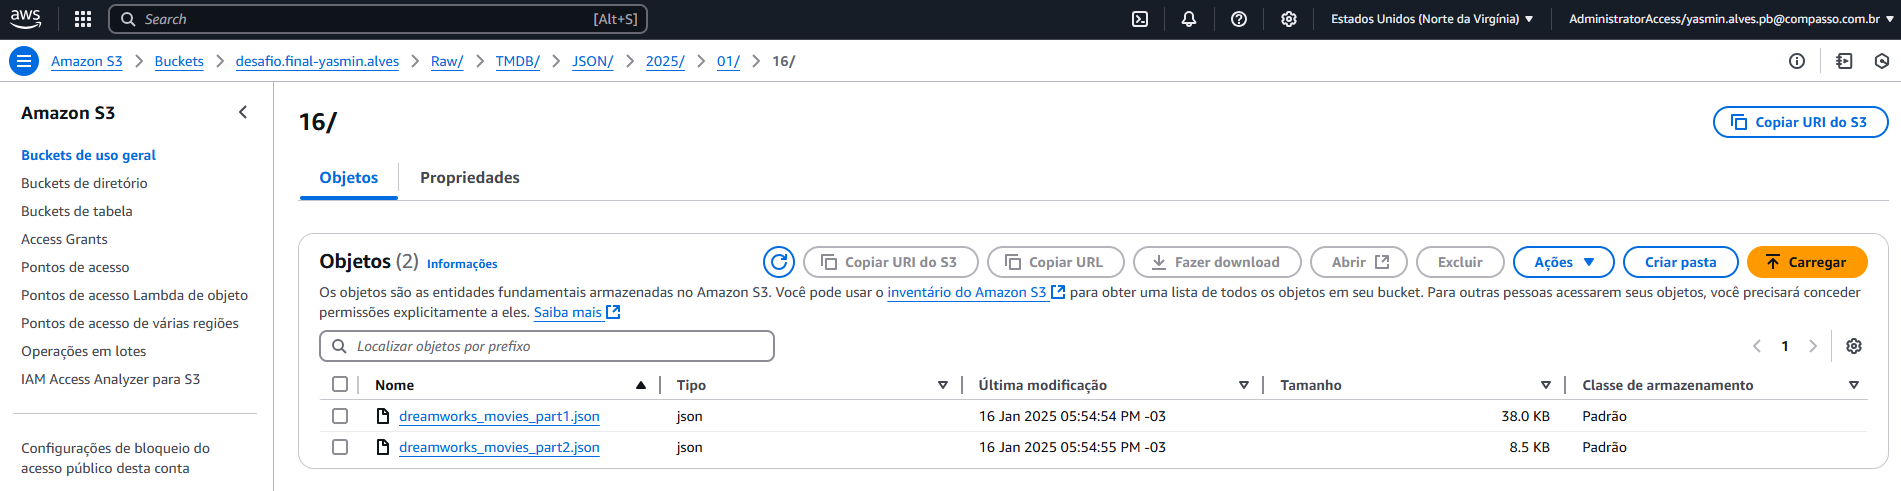 aws
Search
[Alt+S]
Estados Unidos (Norte da Virgínia)
AdministratorAccess/yasmin.alves.pb@compasso.com.br
Amazon S3 Buckets desafio.final-yasmin.alves Raw/ TMDB/ JSON/ 2025/ 01/ 16/
Amazon S3
Buckets de uso geral
Buckets de diretório
Buckets de tabela
Access Grants
Pontos de acesso
Pontos de acesso Lambda de objeto
Pontos de acesso de várias regiões
Operações em lotes
IAM Access Analyzer para S3
Configurações de bloqueio do
acesso público desta conta
16/
Copiar URI do S3
Objetos Propriedades
Objetos (2) Informações
Copiar URI do S3 Copiar URL Fazer download Abrir Excluir Ações Criar pasta Carregar
Os objetos são as entidades fundamentais armazenadas no Amazon S3. Você pode usar o inventário do Amazon S3 para obter uma lista de todos os objetos em seu bucket. Para outras pessoas acessarem seus objetos, você precisará conceder
permissões explicitamente a eles. Saiba mais
Localizar objetos por prefixo
1
Nome Tipo Última modificação Tamanho Classe de armazenamento
dreamworks_movies_part1.json json 16 Jan 2025 05:54:54 PM -03 38.0 KB Padrão
dreamworks_movies_part2.json json 16 Jan 2025 05:54:55 PM -03 8.5 KB Padrão